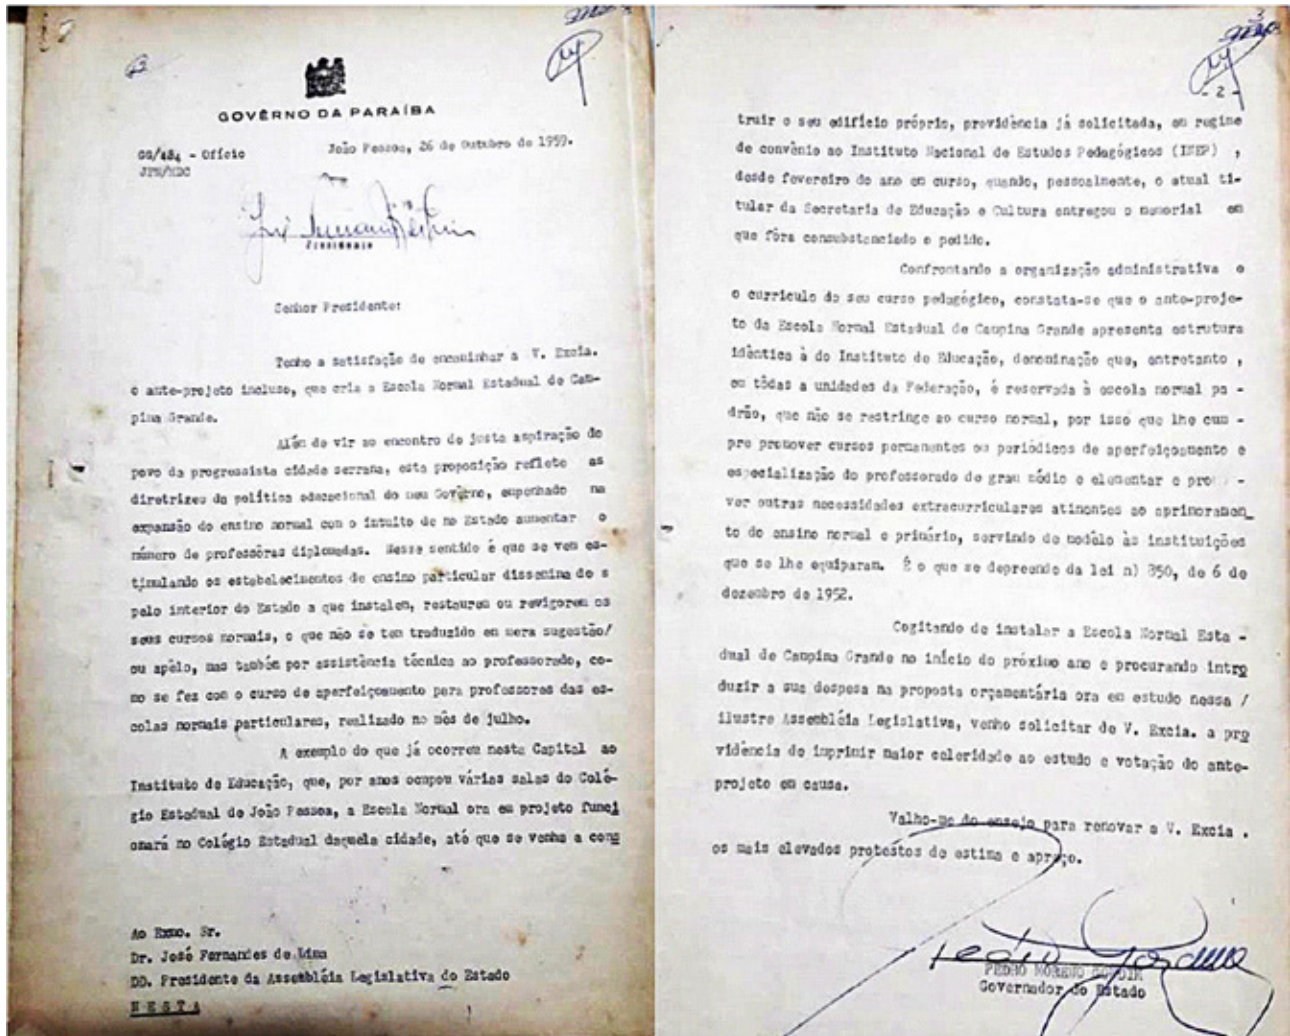 GOVÊRNO DA PARAÍBA
GG/484 - Ofício
João Pessoa, 26 de Outubro de 1959.
JFN/MDC
Presidente
Senhor Presidente:
Tenho a satisfação de encaminhar a V. Excia.
o ante-projeto incluso, que cria a Escola Normal Estadual de Cam-
pina Grande.
Além de vir ao encontro de justa aspiração do
povo da progressista cidade serrana, esta proposição reflete as
diretrizes da política educacional do meu Govêrno, empenhado na
expansão do ensino normal com o intuito de no Estado aumentar o
número de professôras diplomadas. Nesse sentido é que se vem es-
timulando os estabelecimentos de ensino particular dissemina do s
pelo interior do Estado a que instalem, restaurem ou revigorem os
seus cursos normais, o que não se tem traduzido em mera sugestão/
ou apêlo, mas também por assistência técnica ao professorado, co-
mo se fez com o curso de aperfeiçoamento para professores das es-
colas normais particulares, realizado no mês de julho.
A exemplo do que já ocorreu nesta Capital ao
Instituto de Educação, que, por anos ocupou várias salas do Colé-
gio Estadual de João Pessoa, a Escola Normal ora em projeto funci
onará no Colégio Estadual daquela cidade, até que se venha a cons
Ao Exmo. Sr.
Dr. José Fernandes de Lima
DD. Presidente da Assembléia Legislativa do Estado
N E S T A
3
- 2 -
truir o seu edifício próprio, providência já solicitada, em regime
de convênio ao Instituto Nacional de Estudos Pedagógicos (INEP) ,
desde fevereiro do ano em curso, quando, pessoalmente, o atual ti-
tular da Secretaria de Educação e Cultura entregou o memorial em
que fôra consubstanciado o pedido.
Confrontando a organização administrativa e
o currículo do seu curso pedagógico, constata-se que o ante-proje-
to da Escola Normal Estadual de Campina Grande apresenta estrutura
idêntica à do Instituto de Educação, denominação que, entretanto ,
em tôdas a unidades da Federação, é reservada à escola normal pa -
drão, que não se restringe ao curso normal, por isso que lhe cum -
pre promover cursos permanentes ou periódicos de aperfeiçoamento e
especialização do professorado de grau médio e elementar e pro -
ver outras necessidades extracurriculares atinentes ao aprimoramen_
to do ensino normal e primário, servindo de modêlo às instituições
que se lhe equiparam. É o que se depreende da lei n) 850, de 6 de
dezembro de 1952.
Cogitando de instalar a Escola Normal Esta -
dual de Campina Grande no início do próximo ano e procurando intro
duzir a sua despesa na proposta orçamentária ora em estudo nessa /
ilustre Assembléia Legislativa, venho solicitar de V. Excia. a pro
vidência de imprimir maior celeridade ao estudo e votação do ante-
projeto em causa.
Valho-me do ensejo para renovar a V. Excia .
os mais elevados protestos de estima e aprêço.
PEDRO MORENO GONDIM
Governador do Estado